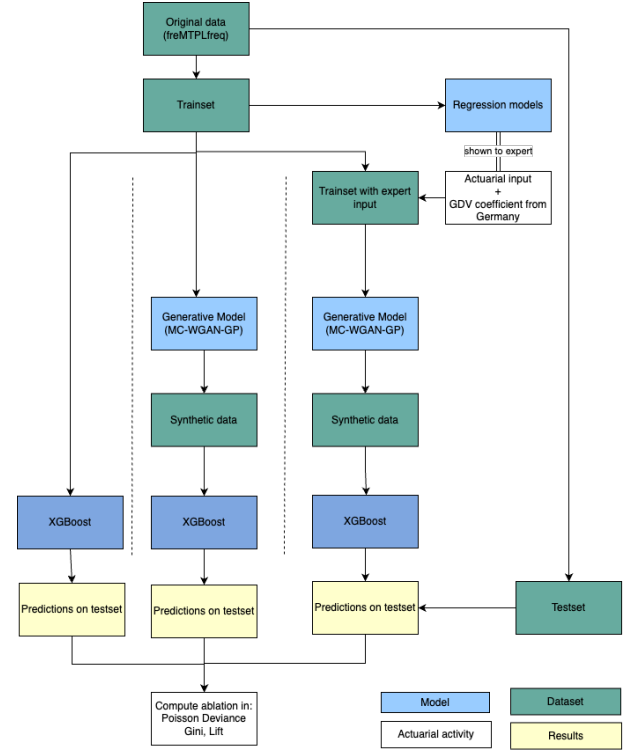 Original data
(freMTPLfreq)
Trainset
Regression models
shown to expert
Trainset with expert
input
Actuarial input
+
GDV coefficient from
Germany
Generative Model
(MC-WGAN-GP)
Generative Model
(MC-WGAN-GP)
Synthetic data
Synthetic data
XGBoost
XGBoost
XGBoost
Predictions on testset
Predictions on testset
Predictions on testset
Testset
Compute ablation in:
Poisson Deviance
Gini, Lift
Model
Dataset
Actuarial activity
Results